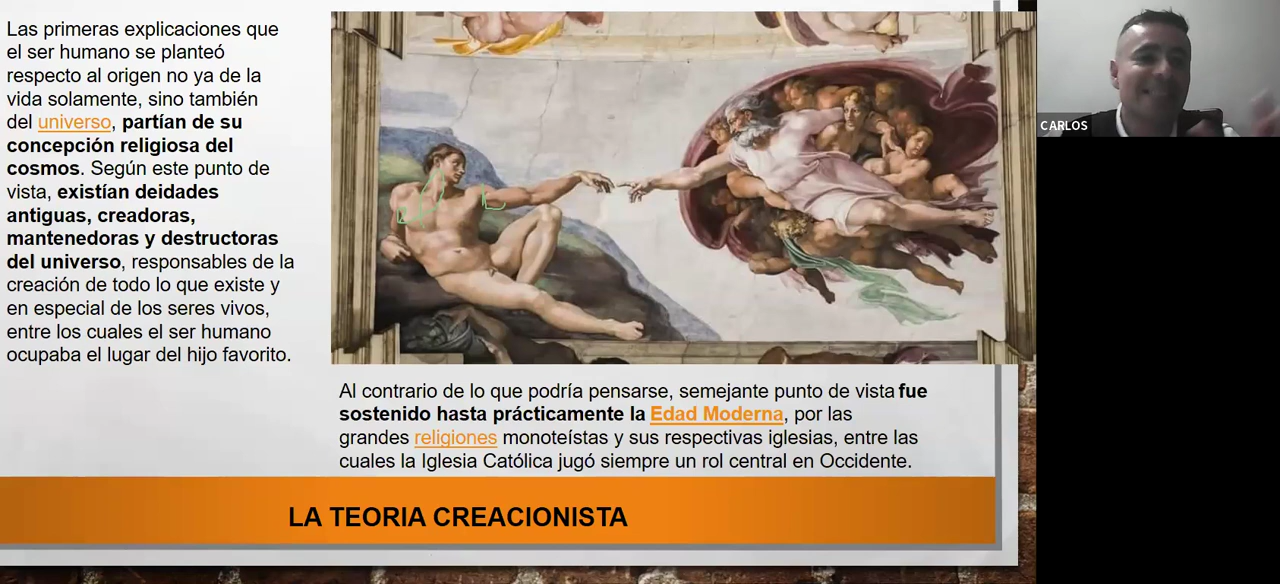 Las primeras explicaciones que
el ser humano se planteó
respecto al origen no ya de la
vida solamente, sino también
del universo, partían de su
concepción religiosa del
cosmos. Según este punto de
vista, existían deidades
antiguas, creadoras,
mantenedoras y destructoras
del universo, responsables de la
creación de todo lo que existe y
en especial de los seres vivos,
entre los cuales el ser humano
ocupaba el lugar del hijo favorito.
Al contrario de lo que podría pensarse, semejante punto de vista fue
sostenido hasta prácticamente la Edad Moderna, por las
grandes religiones monoteístas y sus respectivas iglesias, entre las
cuales la Iglesia Católica jugó siempre un rol central en Occidente.
LA TEORIA CREACIONISTA
CARLOS